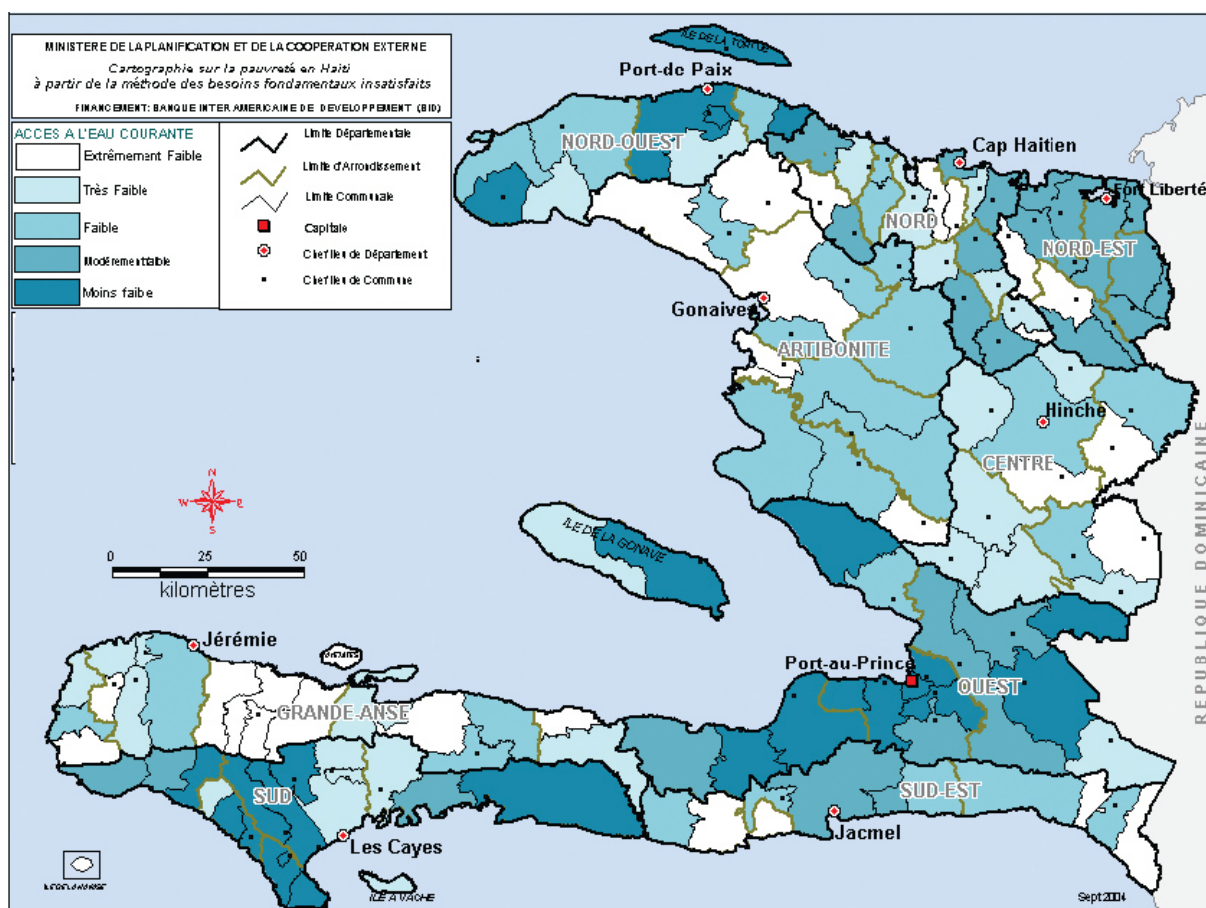 MINISTERE DE LA PLANIFICATION ET DE LA COOPERATION EXTERNE
Cartographie sur la pauvreté en Haiti
à partir de la méthode des besoins fondamentaux insatisfaits
FINANCEMENT: BANQUE INTERAMERICAINE DE DEVELOPPEMENT (BID)
ACCES A L'EAU COURANTE
Extrêmement Faible
Très Faible
Faible
Modérement faible
Moins faible
Limite Départementale
Limite d'Arrondissement
Limite Communale
Capitale
Chef lieu de Département
Chef lieu de Commune
ILE DE LA TORTUE
Port-de Paix
NORD-OUEST
Cap Haitien
Fort Liberté
NORD
NORD-EST
Gonaives
ARTIBONITE
Hinche
CENTRE
REPUBLIQUE DOMINICAINE
N
W
E
S
ILE DE LA GONAVE
0 25 50
kilomètres
Jérémie
Port-au-Prince
OUEST
GRANDE-ANSE
SUD
SUD-EST
Les Cayes
Jacmel
ILE A VACHE
Sept 2004